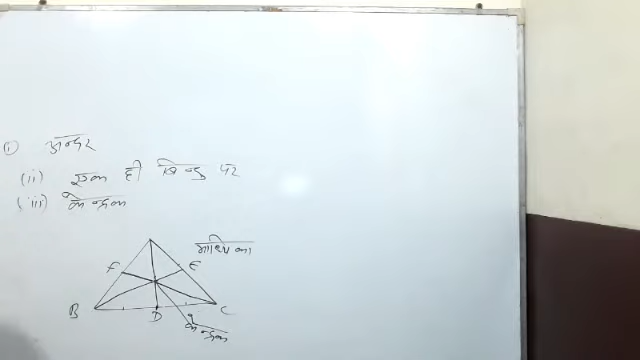 (i) अन्दर
(ii) एक ही बिन्दु पर
(iii) केन्द्रक
माध्यिका
F E
B D C
केन्द्रक